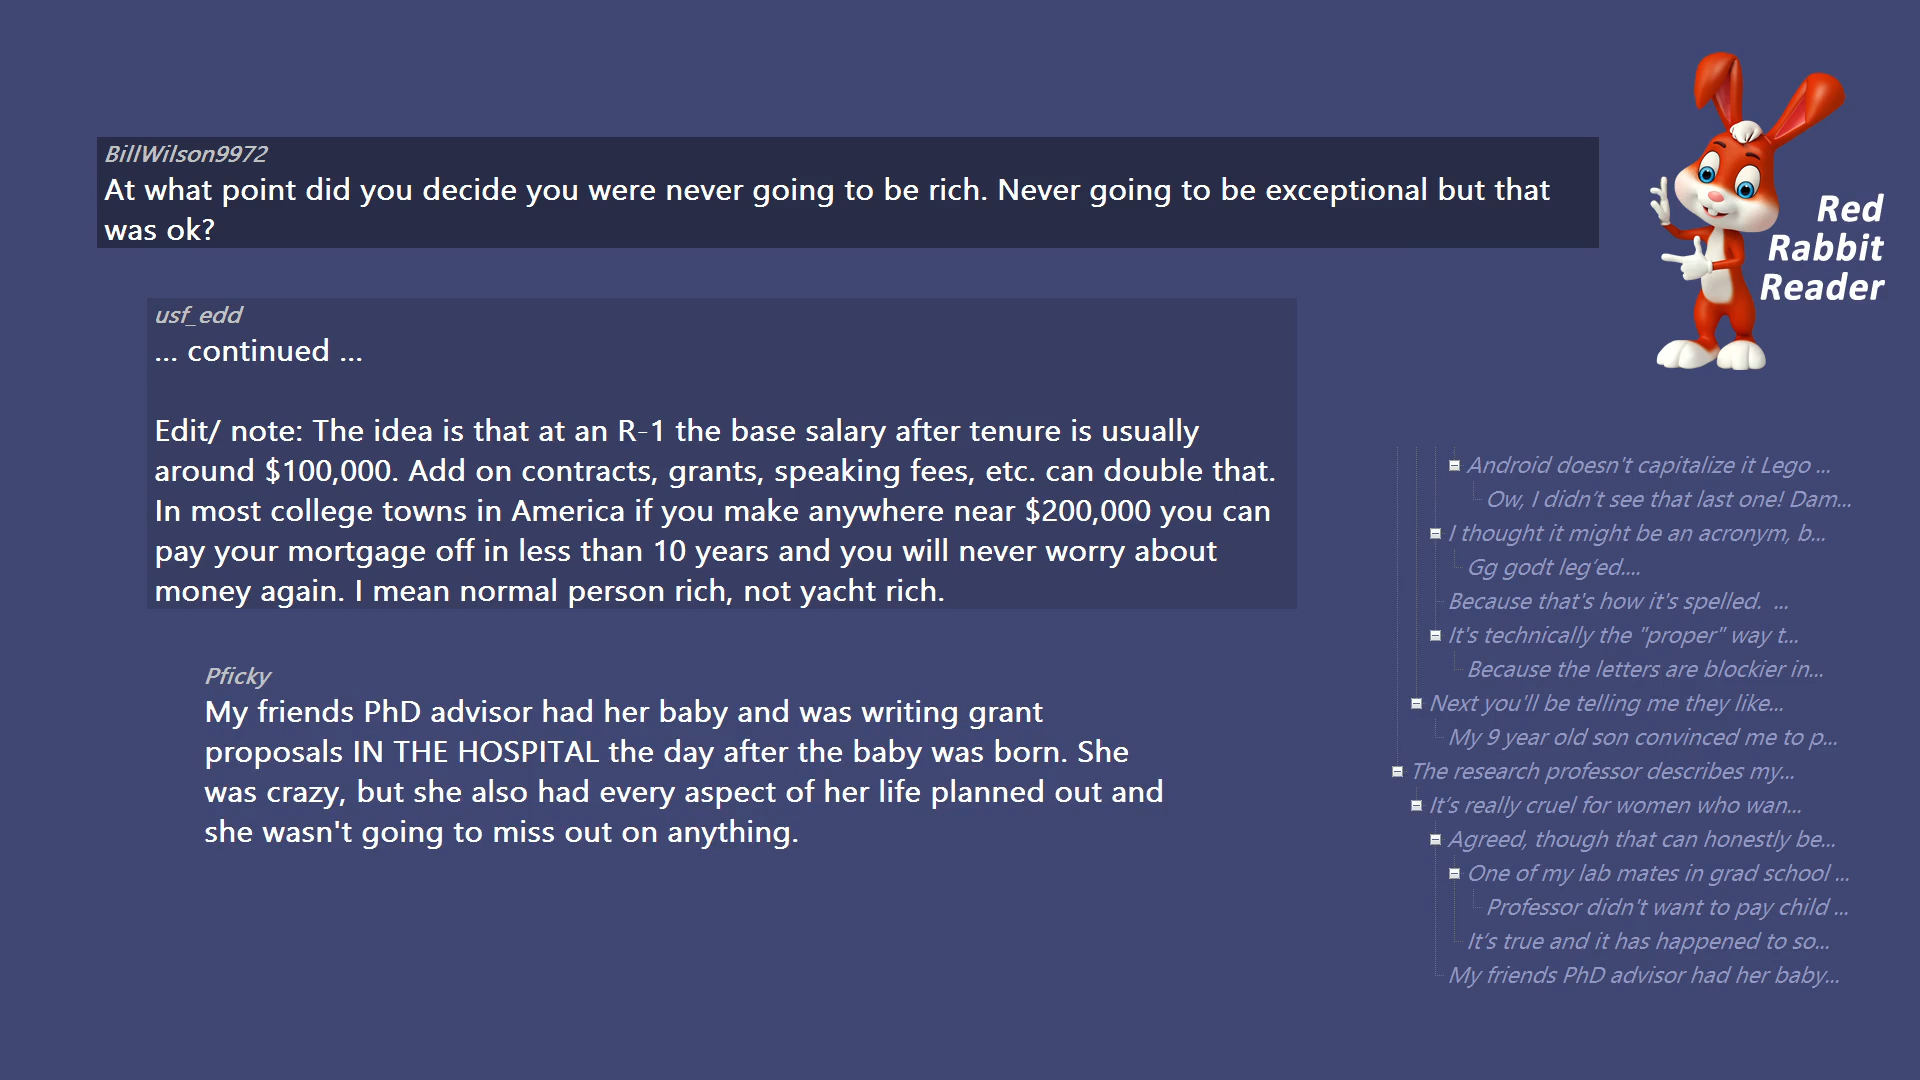 BillWilson9972
At what point did you decide you were never going to be rich. Never going to be exceptional but that
was ok?
usf_edd
... continued ...
Edit/ note: The idea is that at an R-1 the base salary after tenure is usually
around $100,000. Add on contracts, grants, speaking fees, etc. can double that.
In most college towns in America if you make anywhere near $200,000 you can
pay your mortgage off in less than 10 years and you will never worry about
money again. I mean normal person rich, not yacht rich.
Pficky
My friends PhD advisor had her baby and was writing grant
proposals IN THE HOSPITAL the day after the baby was born. She
was crazy, but she also had every aspect of her life planned out and
she wasn't going to miss out on anything.
Red
Rabbit
Reader
Android doesn't capitalize it Lego ...
Ow, I didn’t see that last one! Dam...
I thought it might be an acronym, b...
Gg godt leg’ed....
Because that's how it's spelled.  ...
It's technically the "proper" way t...
Because the letters are blockier in...
Next you'll be telling me they like...
My 9 year old son convinced me to p...
The research professor describes my...
It’s really cruel for women who wan...
Agreed, though that can honestly be...
One of my lab mates in grad school ...
Professor didn't want to pay child ...
It’s true and it has happened to so...
My friends PhD advisor had her baby...